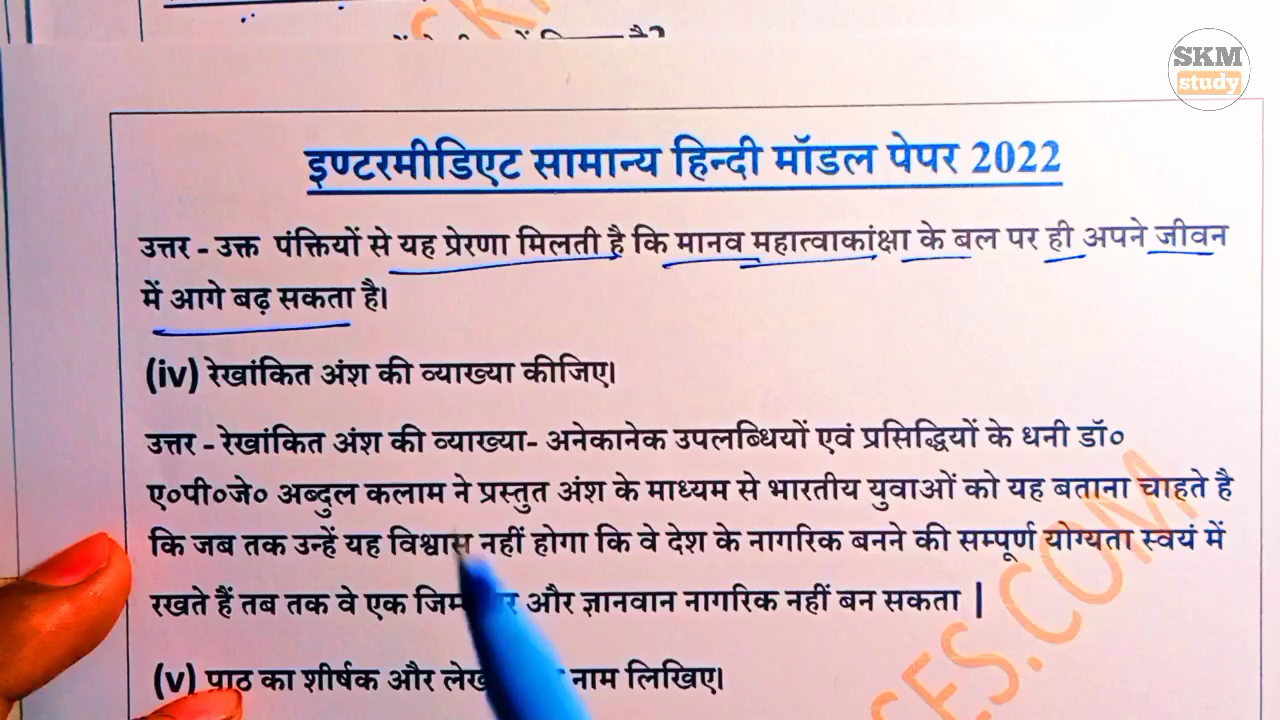 SKM
study
इण्टरमीडिएट सामान्य हिन्दी मॉडल पेपर 2022
उत्तर - उक्त पंक्तियों से यह प्रेरणा मिलती है कि मानव महात्वाकांक्षा के बल पर ही अपने जीवन
में आगे बढ़ सकता है।
(iv) रेखांकित अंश की व्याख्या कीजिए।
उत्तर - रेखांकित अंश की व्याख्या- अनेकानेक उपलब्धियों एवं प्रसिद्धियों के धनी डॉ०
ए०पी०जे० अब्दुल कलाम ने प्रस्तुत अंश के माध्यम से भारतीय युवाओं को यह बताना चाहते है
कि जब तक उन्हें यह विश्वास नहीं होगा कि वे देश के नागरिक बनने की सम्पूर्ण योग्यता स्वयं में
रखते हैं तब तक वे एक और ज्ञानवान नागरिक नहीं बन सकता |
(v) पाठ का शीर्षक और नाम लिखिए।